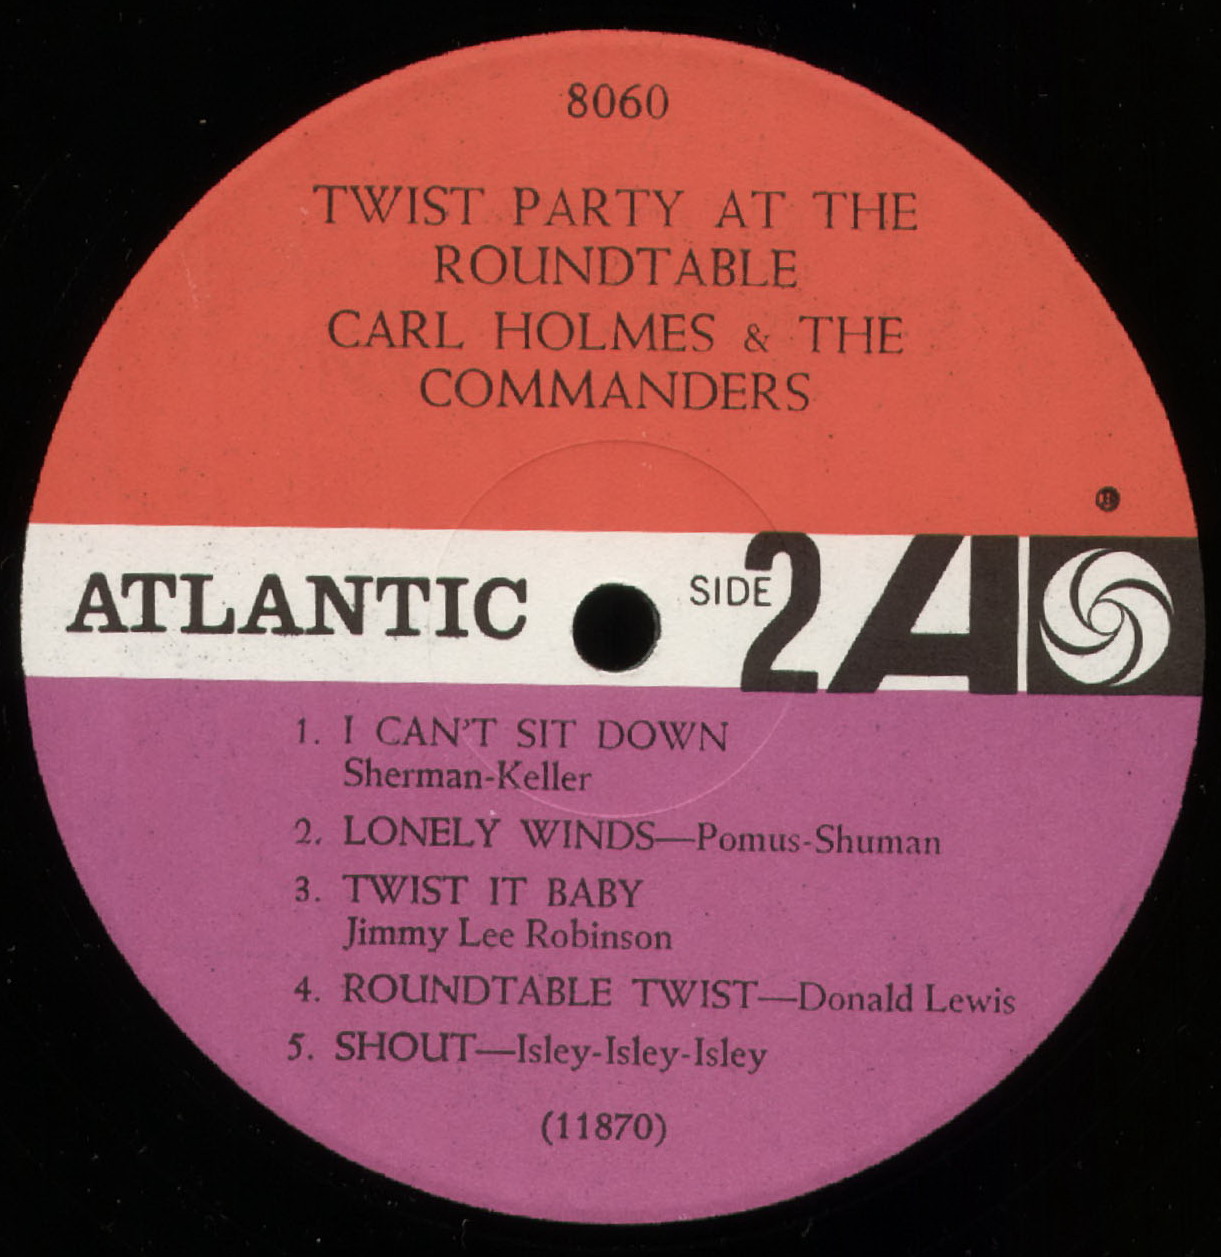 8060
TWIST PARTY AT THE
ROUNDTABLE
CARL HOLMES & THE
COMMANDERS
ATLANTIC
SIDE 2 A
1. I CAN'T SIT DOWN
Sherman-Keller
2. LONELY WINDS—Pomus-Shuman
3. TWIST IT BABY
Jimmy Lee Robinson
4. ROUNDTABLE TWIST—Donald Lewis
5. SHOUT—Isley-Isley-Isley
(11870)